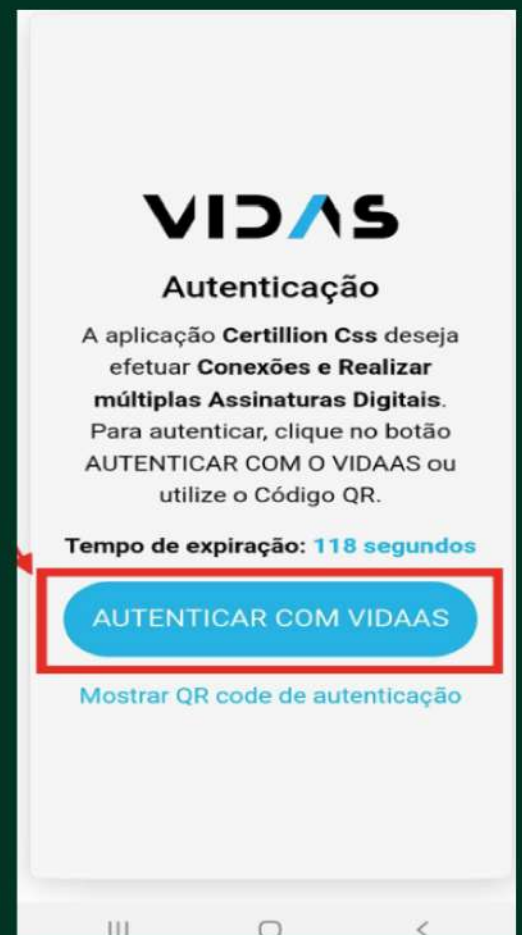 VIDAS
Autenticação
A aplicação Certillion Css deseja
efetuar Conexões e Realizar
múltiplas Assinaturas Digitais.
Para autenticar, clique no botão
AUTENTICAR COM O VIDAAS ou
utilize o Código QR.
Tempo de expiração: 118 segundos
AUTENTICAR COM VIDAAS
Mostrar QR code de autenticação